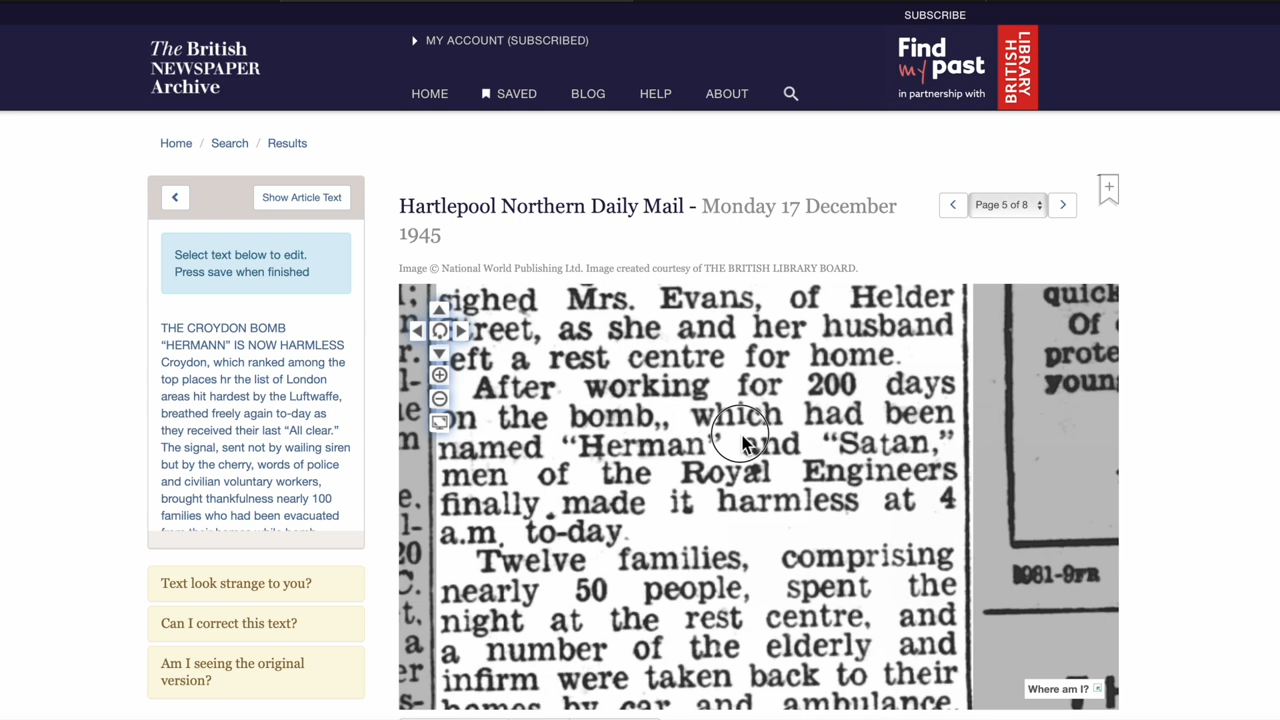 SUBSCRIBE
The British
NEWSPAPER
Archive
MY ACCOUNT (SUBSCRIBED)
HOME
SAVED
BLOG
HELP
ABOUT
Find
my past
in partnership with
BRITISH
LIBRARY
Home / Search / Results
Show Article Text
Select text below to edit.
Press save when finished
THE CROYDON BOMB
“HERMANN” IS NOW HARMLESS
Croydon, which ranked among the
top places hr the list of London
areas hit hardest by the Luftwaffe,
breathed freely again to-day as
they received their last “All clear.”
The signal, sent not by wailing siren
but by the cherry, words of police
and civilian voluntary workers,
brought thankfulness nearly 100
families who had been evacuated
Text look strange to you?
Can I correct this text?
Am I seeing the original
version?
Hartlepool Northern Daily Mail - Monday 17 December
1945
Page 5 of 8
Image © National World Publishing Ltd. Image created courtesy of THE BRITISH LIBRARY BOARD.
sighed Mrs. Evans, of Helder
street, as she and her husband
left a rest centre for home.
After working for 200 days
on the bomb,, which had been
named “Herman” and “Satan,”
men of the Royal Engineers
finally made it harmless at 4
a.m. to-day.
Twelve families, comprising
nearly 50 people, spent the
night at the rest centre, and
a number of the elderly and
infirm were taken back to their
homes by car and ambulance.
quick
Of
prote
young
1981-9FR
Where am I?